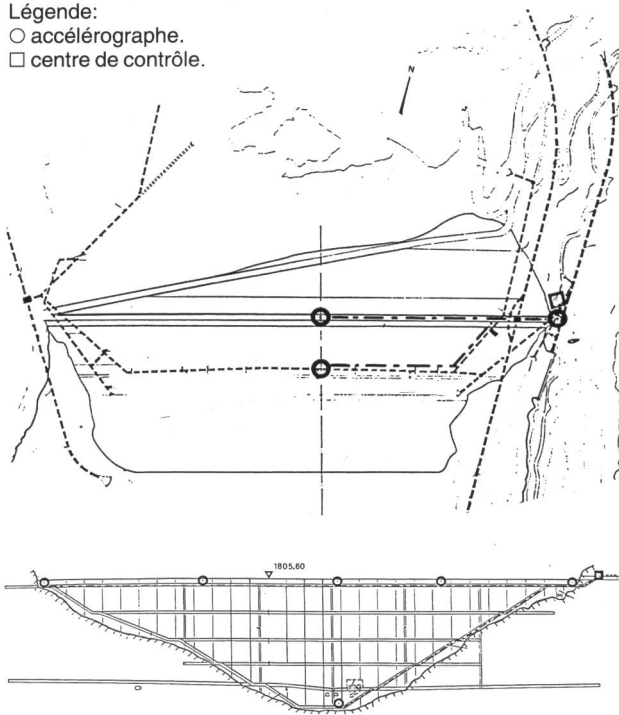 Légende:
○ accélérographe.
□ centre de contrôle.
N
1805,60